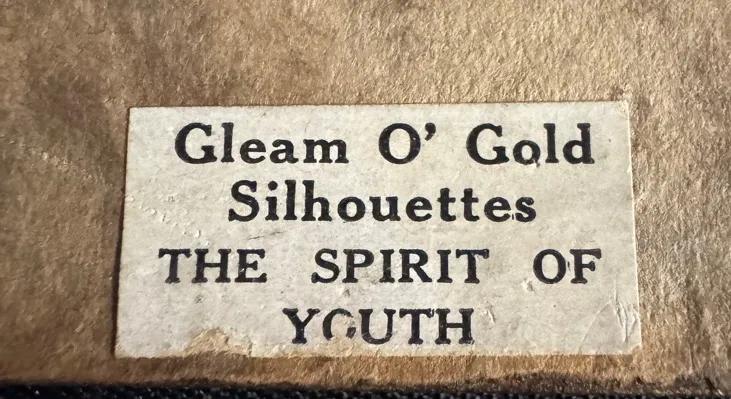 Gleam O' Gold
Silhouettes
THE SPIRIT OF
YOUTH